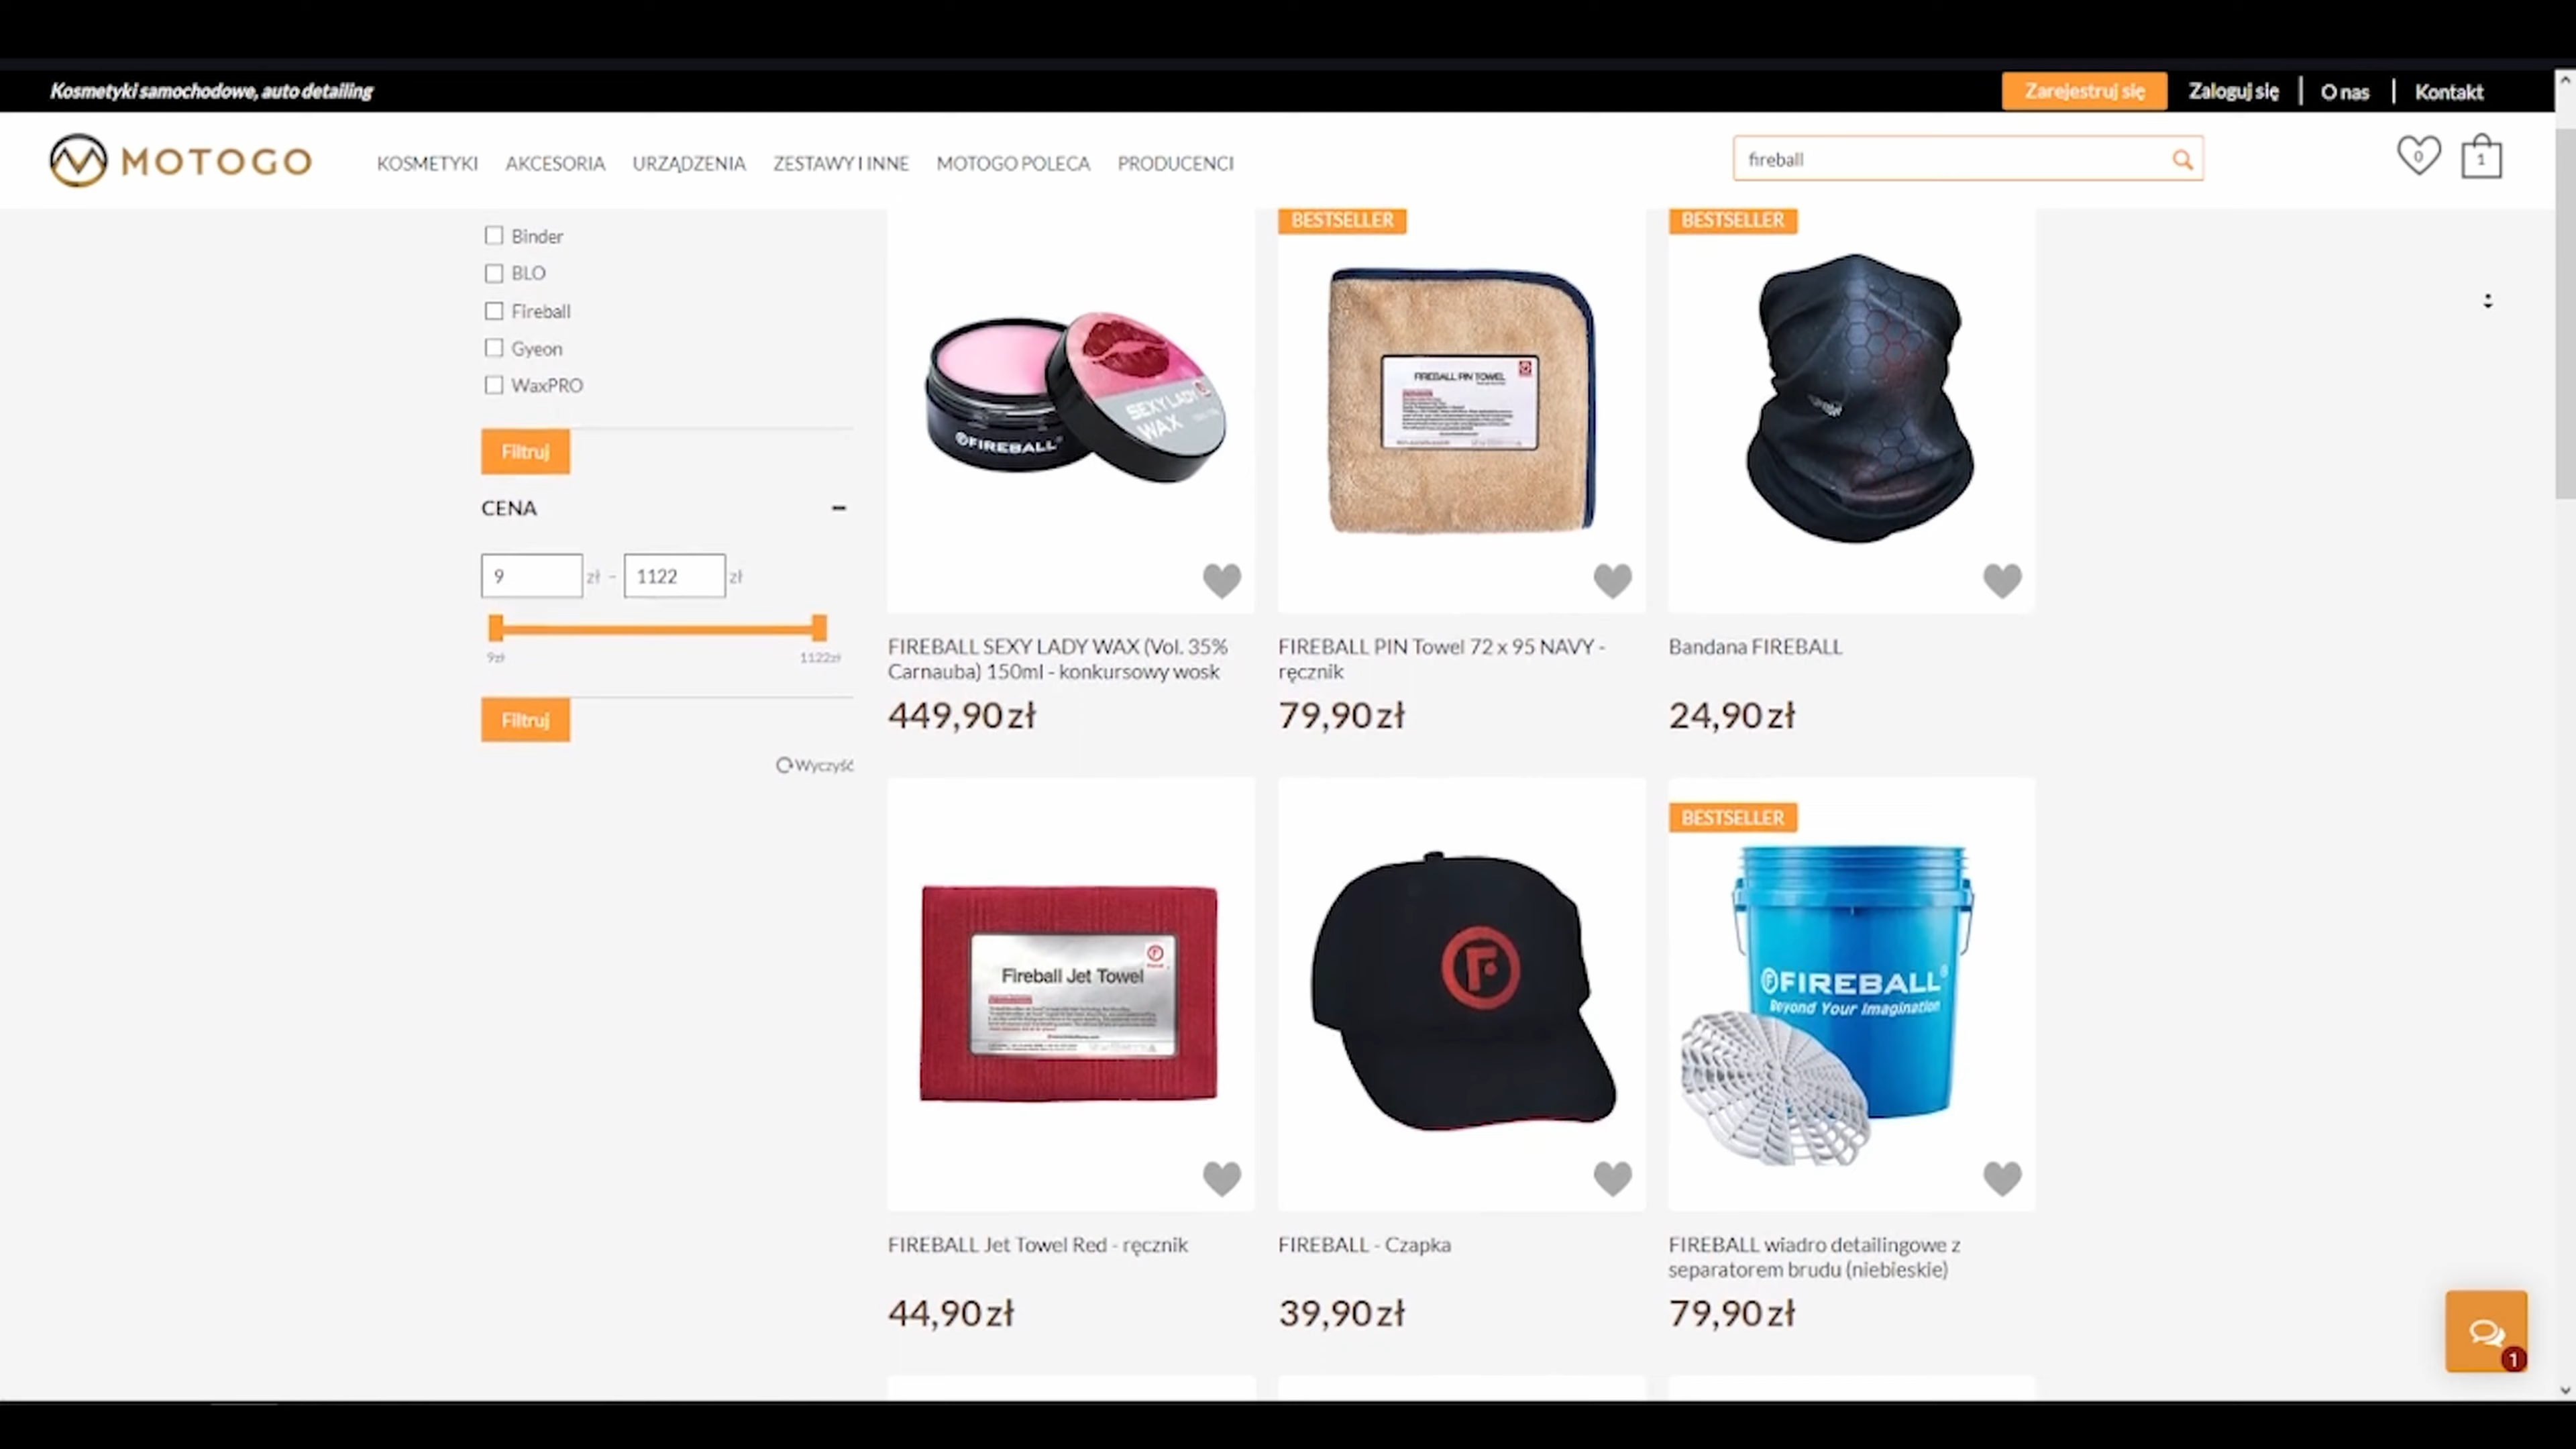 Kosmetyki samochodowe, auto detailing
Zarejestruj się
Zaloguj się
O nas
Kontakt
MOTOGO
KOSMETYKI
AKCESORIA
URZĄDZENIA
ZESTAWY I INNE
MOTOGO POLECA
PRODUCENCI
fireball
0
1
Binder
BLO
Fireball
Gyeon
WaxPRO
Filtruj
CENA
9 zł - 1122 zł
9zł
1122zł
Filtruj
Wyczyść
SEXY LADY
WAX
FIREBALL
FIREBALL SEXY LADY WAX (Vol. 35%
Carnauba) 150ml - konkursowy wosk
449,90 zł
BESTSELLER
FIREBALL PIN TOWEL
FIREBALL PIN Towel 72 x 95 NAVY -
ręcznik
79,90 zł
BESTSELLER
Bandana FIREBALL
24,90 zł
Fireball Jet Towel
FIREBALL Jet Towel Red - ręcznik
44,90 zł
F
FIREBALL - Czapka
39,90 zł
BESTSELLER
FIREBALL®
Beyond Your Imagination
FIREBALL wiadro detailingowe z
separatorem brudu (niebieskie)
79,90 zł
1